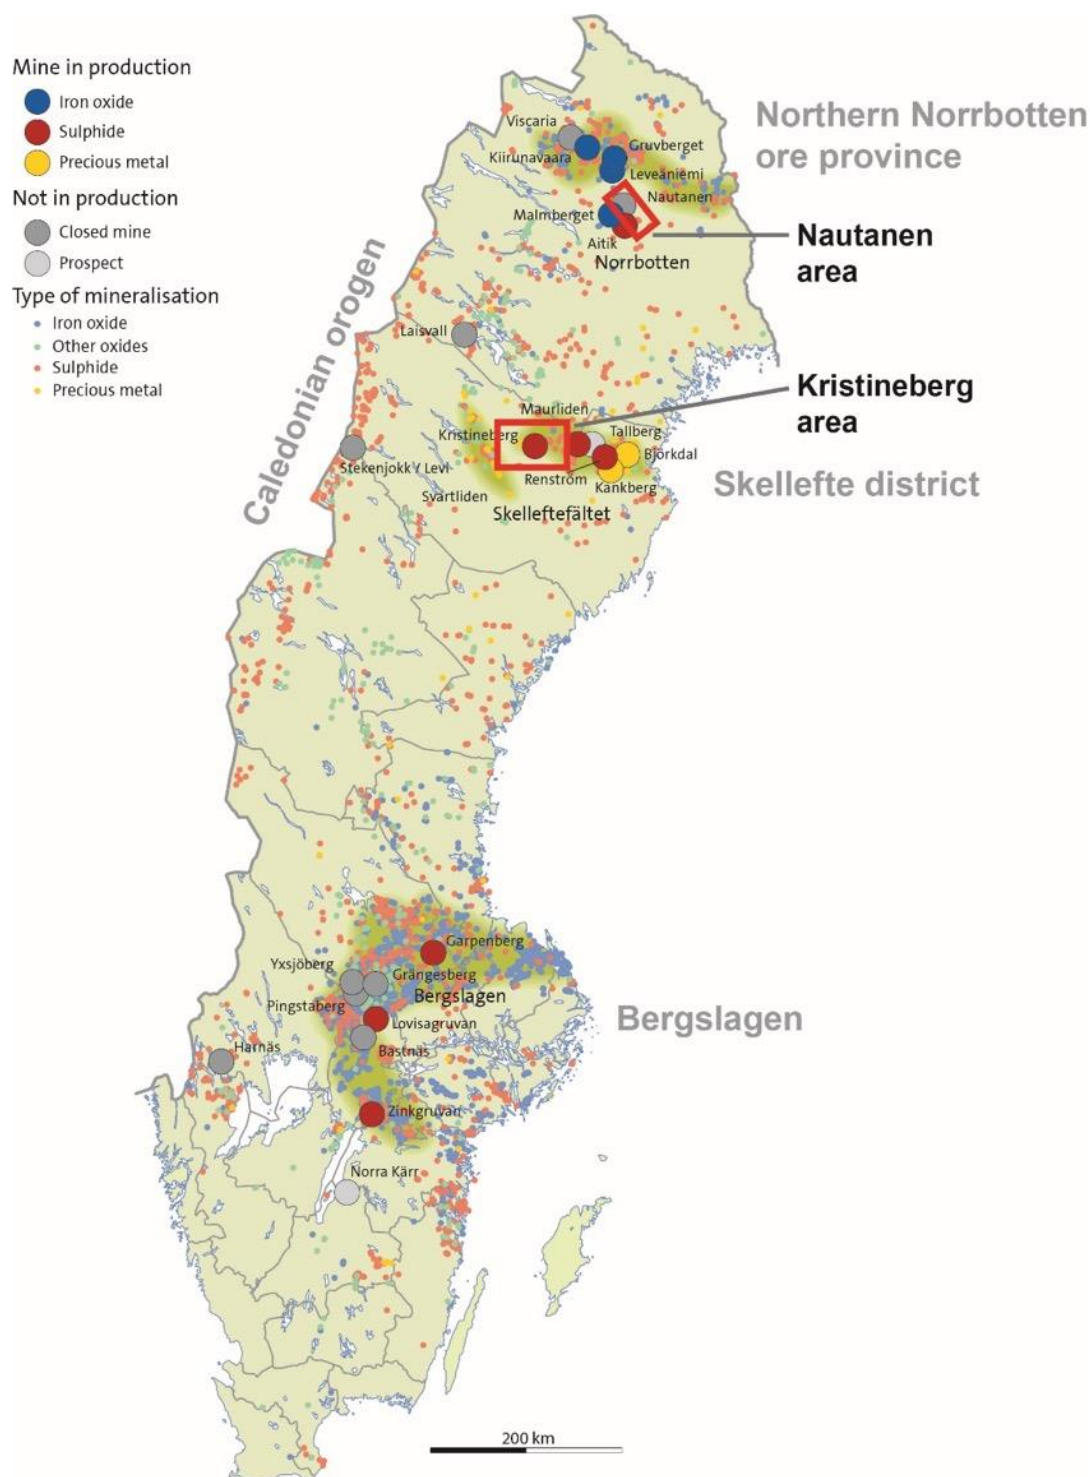 Mine in production
Iron oxide
Sulphide
Precious metal
Not in production
Closed mine
Prospect
Type of mineralisation
Iron oxide
Other oxides
Sulphide
Precious metal
Northern Norrbotten
ore province
Viscaria
Kiirunavaara
Gruvberget
Leveäniemi
Nautanen
Malmberget
Aitik
Norrbotten
Nautanen
area
Caledonian orogen
Laisvall
Kristineberg
area
Maurliden
Kristineberg
Tallberg
Björkdal
Stekenjokk / Levi
Renström
Kankberg
Svartliden
Skellefte district
Skelleftefältet
Garpenberg
Yxsjöberg
Grängesberg
Pingstaberg
Bergslagen
Lovisagruvan
Bergslagen
Harnäs
Bastnäs
Zinkgruvan
Norra Kärr
200 km